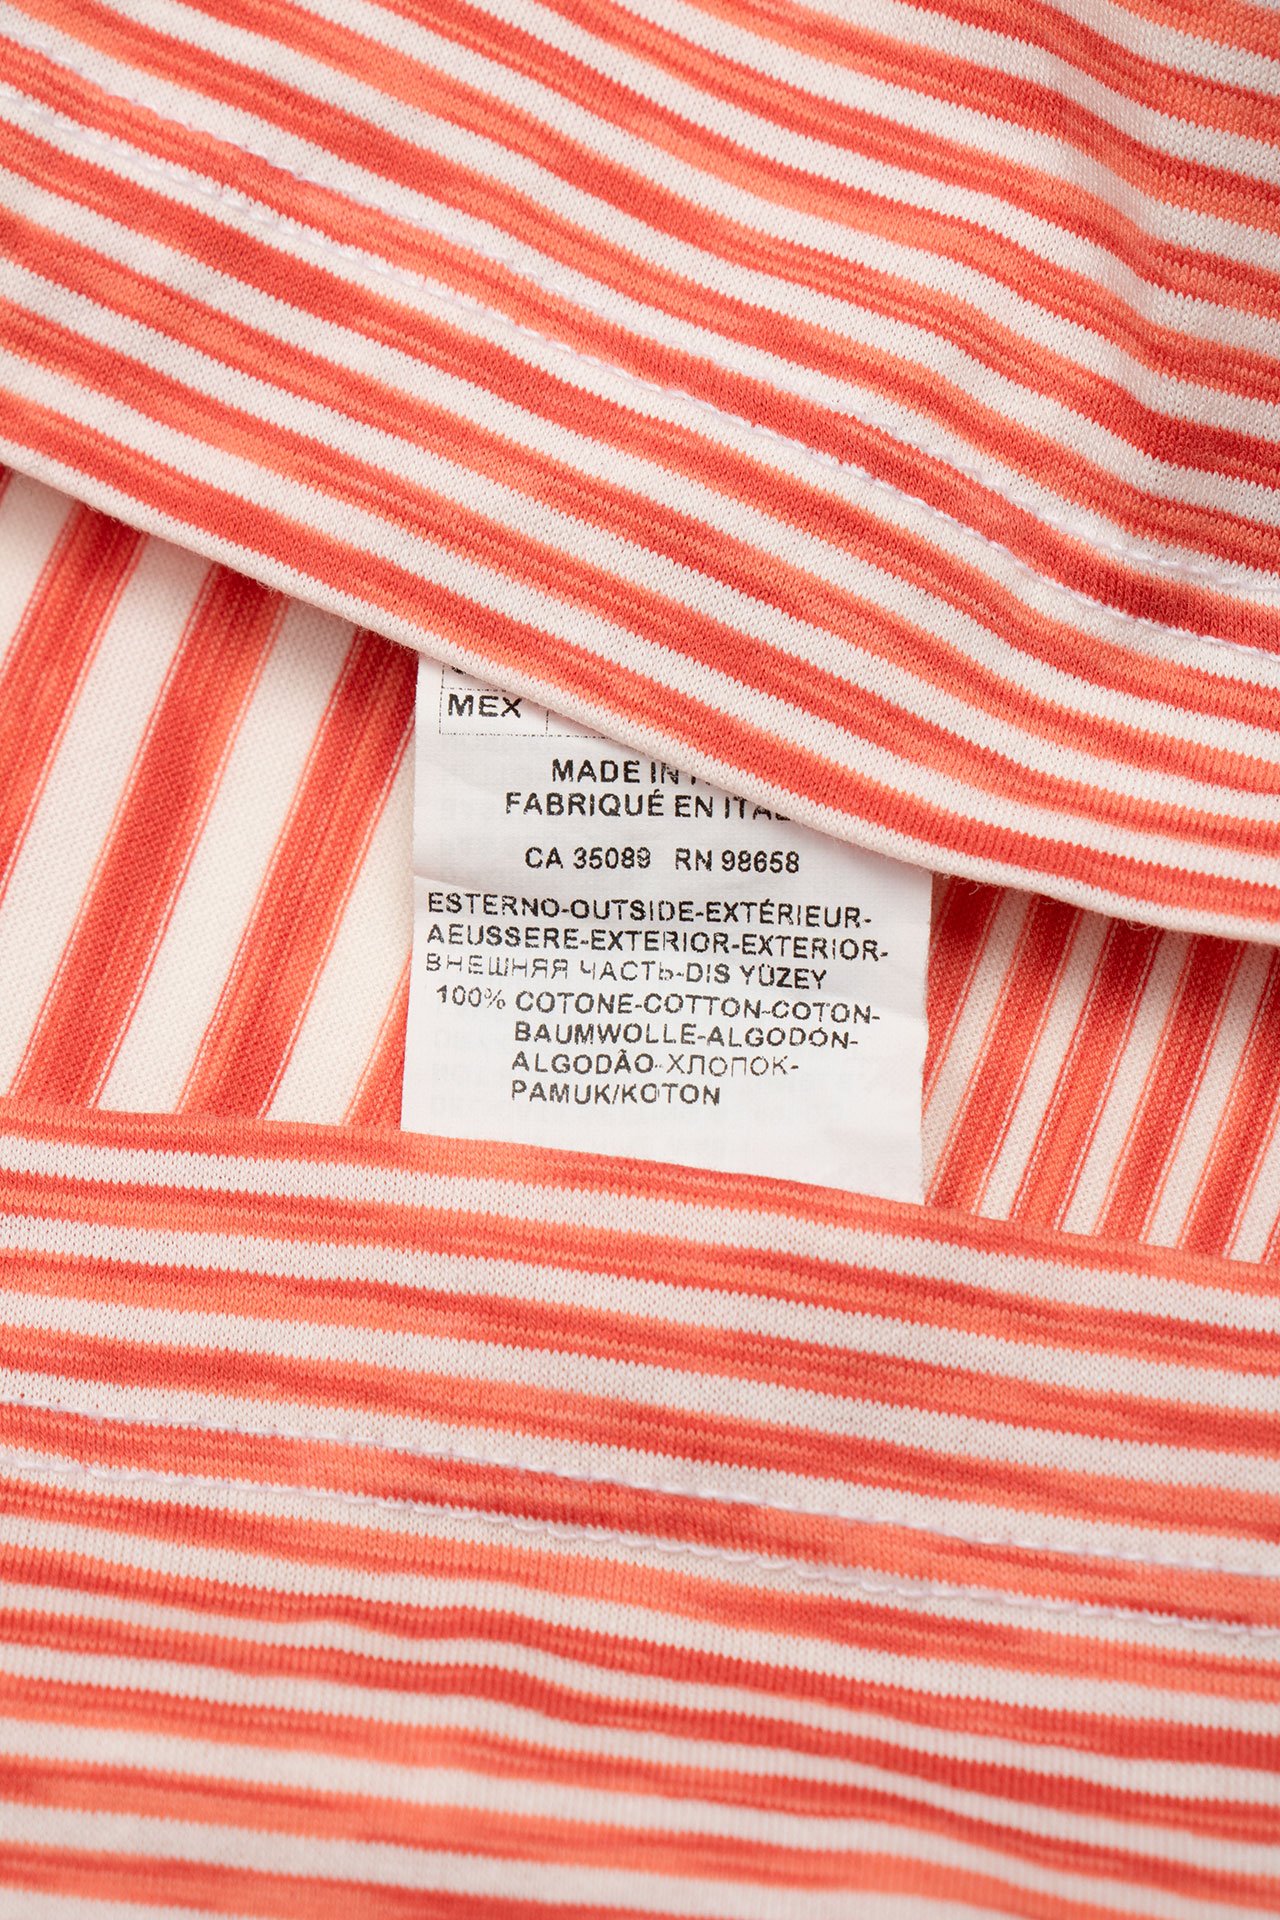 MEX
MADE IN
FABRIQUÉ EN
CA 35089 RN 98658
ESTERNO-OUTSIDE-EXTÉRIEUR-
AEUSSERE-EXTERIOR-EXTERIOR-
ВНЕШНЯЯ ЧАСТЬ-DIS YÜZEY
100% COTONE-COTTON-COTON-
BAUMWOLLE-ALGODÓN-
ALGODÃO-ХЛОПОК-
PAMUK/KOTON